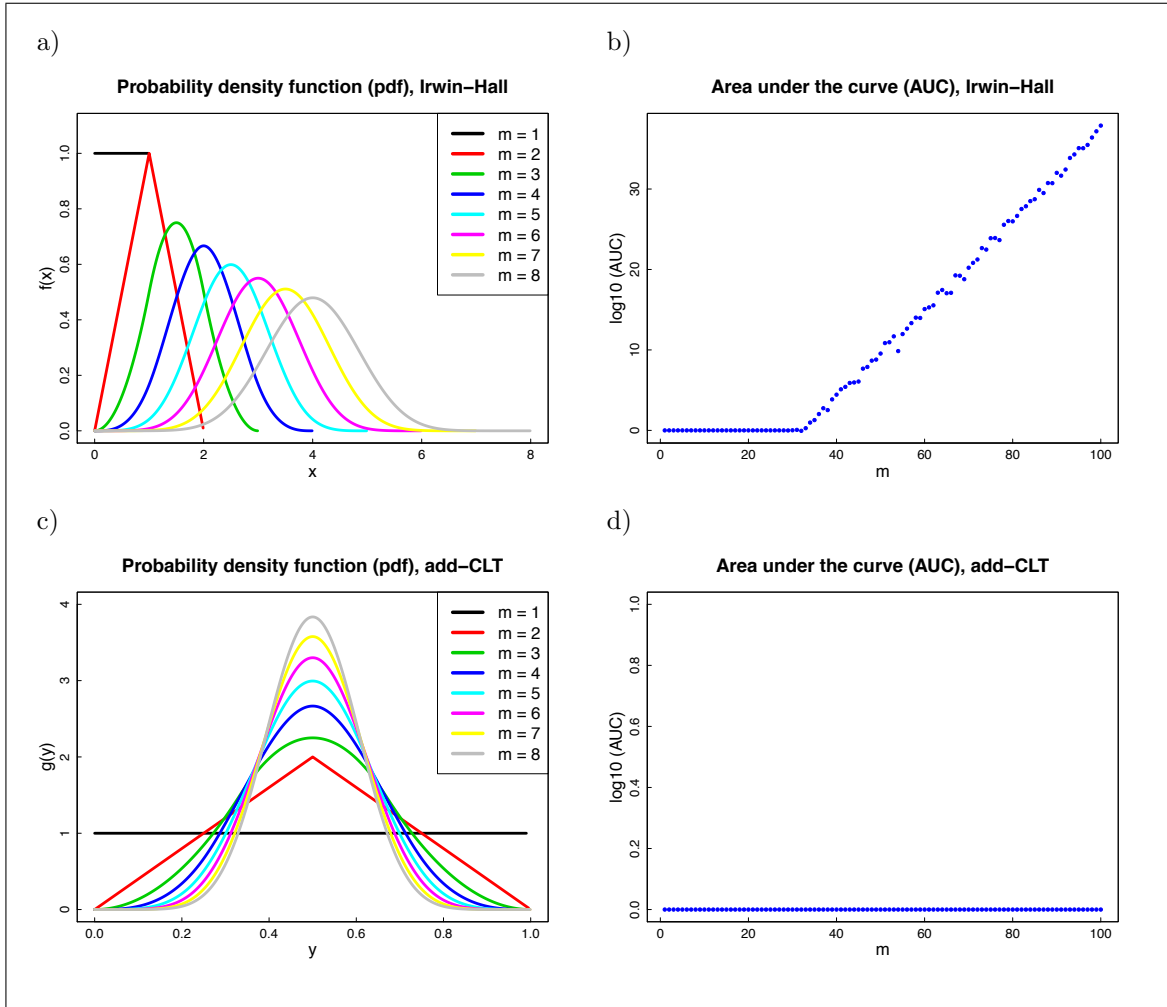 a)
Probability density function (pdf), Irwin−Hall
f(x)
0.0 0.2 0.4 0.6 0.8 1.0
m = 1
m = 2
m = 3
m = 4
m = 5
m = 6
m = 7
m = 8
0 2 4 6 8
x
b)
Area under the curve (AUC), Irwin−Hall
log10 (AUC)
0 10 20 30
0 20 40 60 80 100
m
c)
Probability density function (pdf), add−CLT
g(y)
0 1 2 3 4
m = 1
m = 2
m = 3
m = 4
m = 5
m = 6
m = 7
m = 8
0.0 0.2 0.4 0.6 0.8 1.0
y
d)
Area under the curve (AUC), add−CLT
log10 (AUC)
0.0 0.2 0.4 0.6 0.8 1.0
0 20 40 60 80 100
m